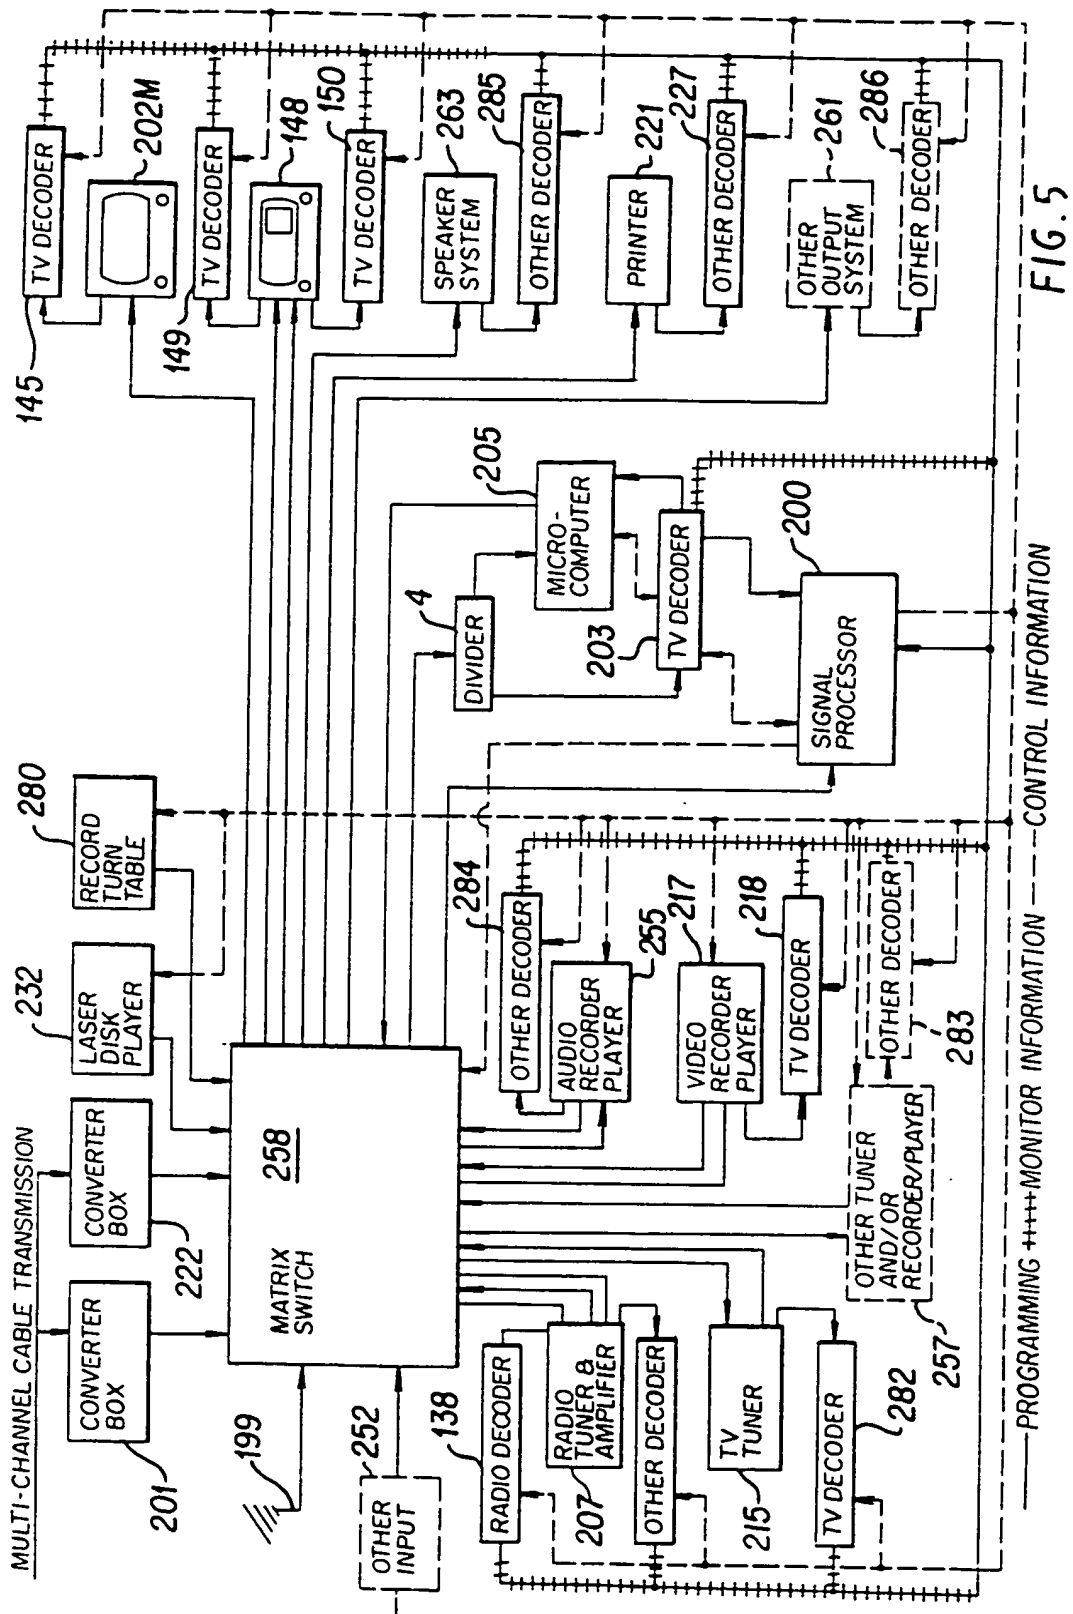 MULTI-CHANNEL CABLE TRANSMISSION
CONVERTER
BOX
201
CONVERTER
BOX
222
LASER
DISK
PLAYER
232
RECORD
TURN
TABLE
280
199
OTHER
INPUT
252
MATRIX
SWITCH
258
145
TV DECODER
202M
149
TV DECODER
148
TV DECODER
150
SPEAKER
SYSTEM
263
OTHER DECODER
285
PRINTER
221
OTHER DECODER
227
OTHER
OUTPUT
SYSTEM
261
OTHER DECODER
286
DIVIDER
4
MICRO-
COMPUTER
205
203
TV DECODER
SIGNAL
PROCESSOR
200
138
RADIO DECODER
RADIO
TUNER &
AMPLIFIER
207
OTHER DECODER
TV
TUNER
215
TV DECODER
282
OTHER DECODER
284
AUDIO
RECORDER
PLAYER
255
VIDEO
RECORDER
PLAYER
217
TV DECODER
218
OTHER TUNER
AND/OR
RECORDER/PLAYER
257
OTHER DECODER
283
PROGRAMMING MONITOR INFORMATION CONTROL INFORMATION
FIG. 5